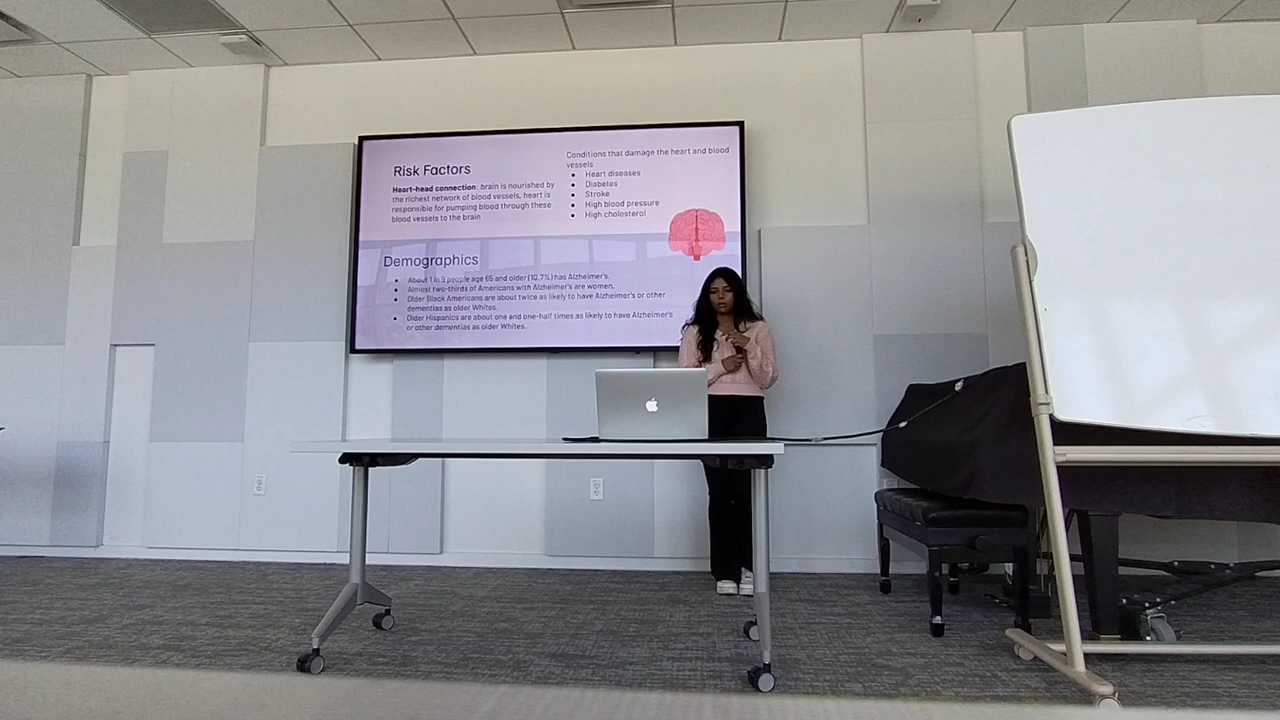 Risk Factors
Heart-head connection: brain is nourished by
the richest network of blood vessels, heart is
responsible for pumping blood through these
blood vessels to the brain
Conditions that damage the heart and blood
vessels
● Heart diseases
● Diabetes
● Stroke
● High blood pressure
● High cholosterol
Demographics
● About 1 in 9 people age 65 and older (10.7%) has Alzheimer's.
● Almost two-thirds of Americans with Alzheimer's are women.
● Older Black Americans are about twice as likely to have Alzheimer's or other
dementias as older Whites.
● Older Hispanics are about one and one-half times as likely to have Alzheimer's
or other dementias as older Whites.